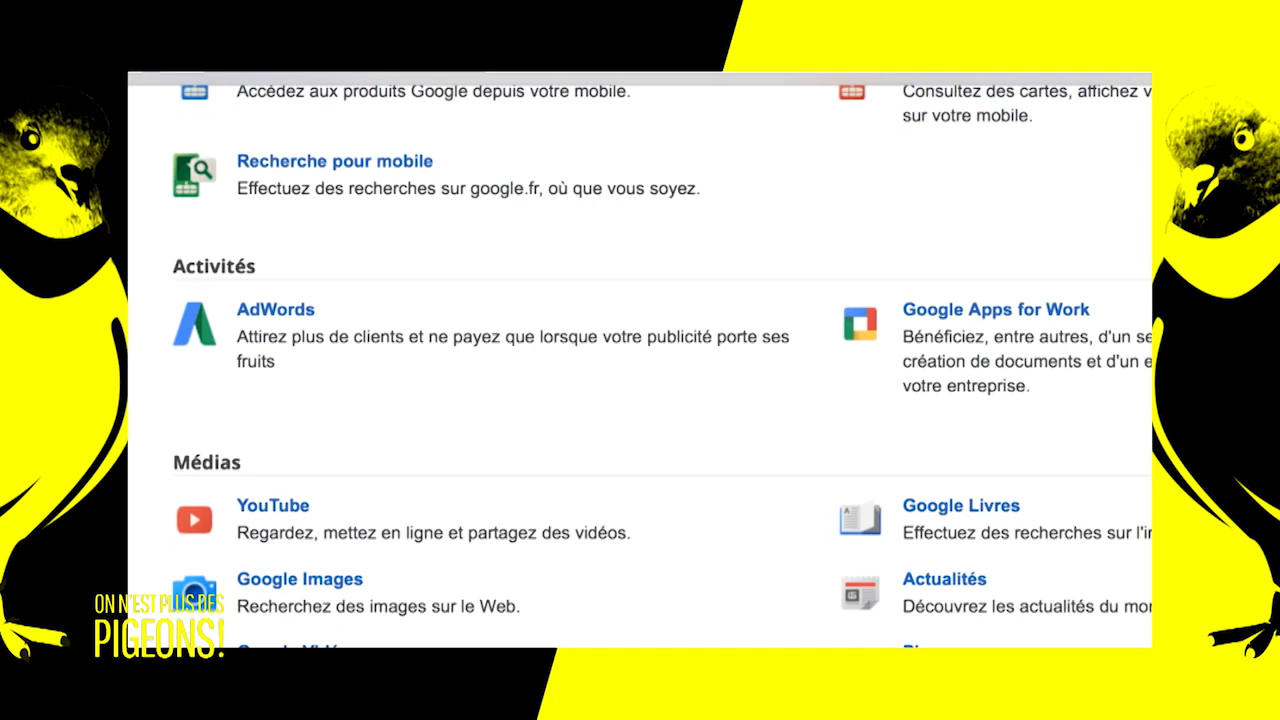 Accédez aux produits Google depuis votre mobile.
Consultez des cartes, affichez v
sur votre mobile.
Recherche pour mobile
Effectuez des recherches sur google.fr, où que vous soyez.
Activités
AdWords
Attirez plus de clients et ne payez que lorsque votre publicité porte ses
fruits
Google Apps for Work
Bénéficiez, entre autres, d'un se
création de documents et d'un e
votre entreprise.
Médias
YouTube
Regardez, mettez en ligne et partagez des vidéos.
Google Livres
Effectuez des recherches sur l'in
Google Images
Recherchez des images sur le Web.
Actualités
Découvrez les actualités du mon
ON N'EST PLUS DES
PIGEONS!